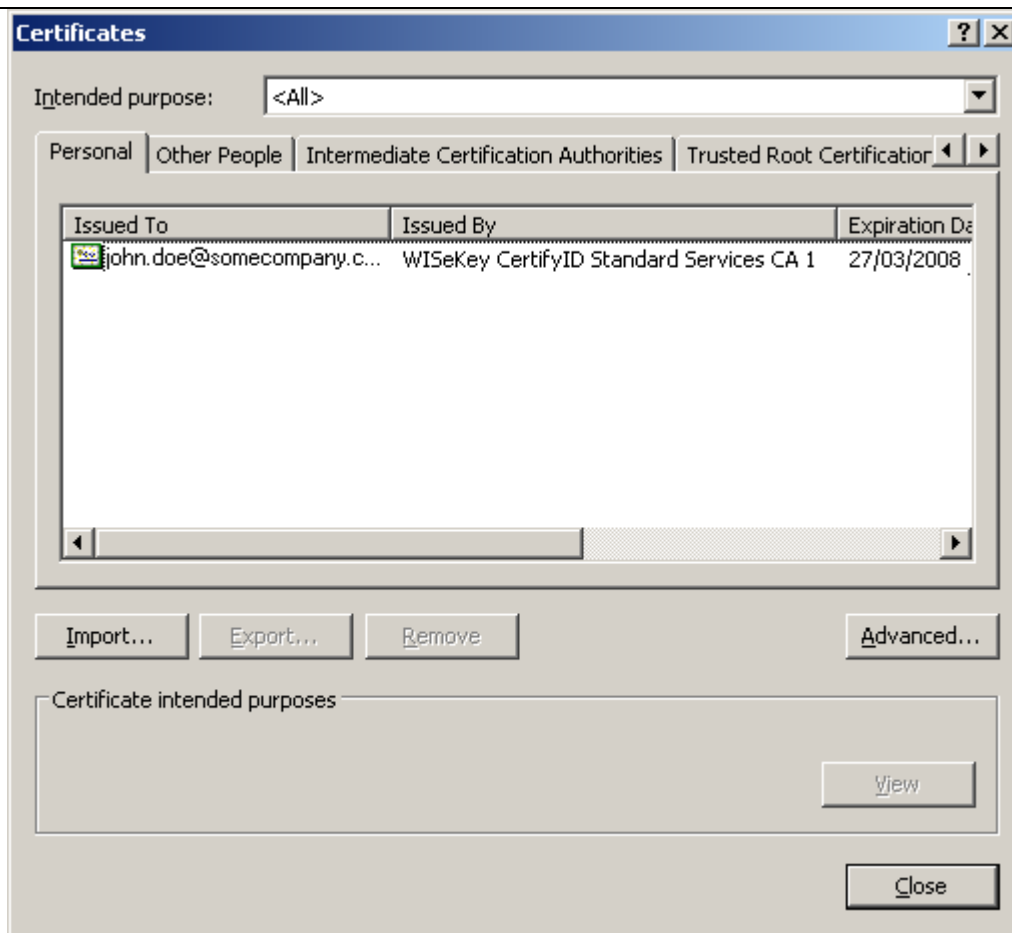 Certificates
Intended purpose: <All>
Personal Other People Intermediate Certification Authorities Trusted Root Certification
Issued To Issued By Expiration Da
john.doe@somecompany.c... WISeKey CertifyID Standard Services CA 1 27/03/2008
Import... Export... Remove Advanced...
Certificate intended purposes
View
Close